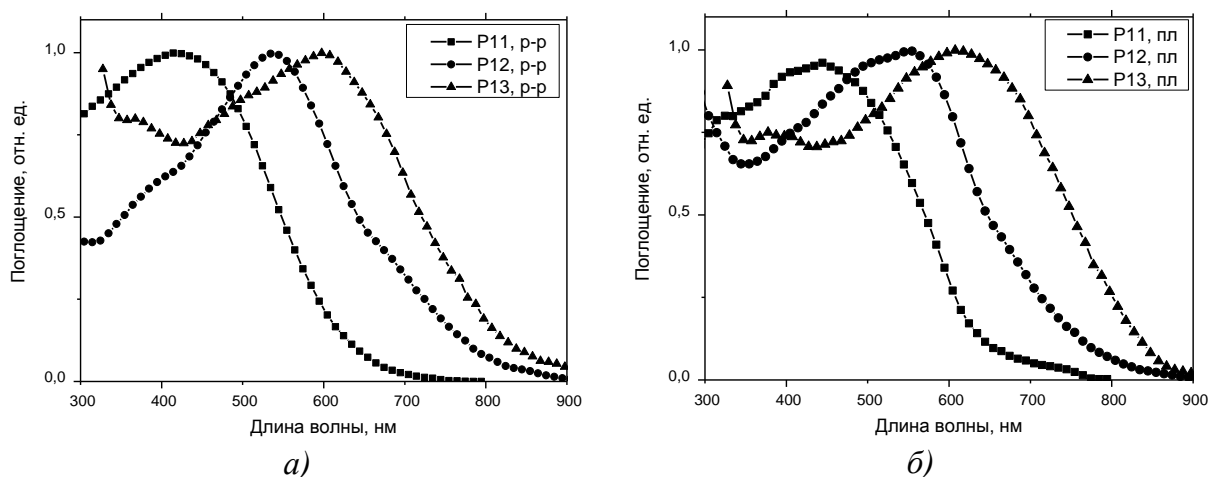 1,0
0,5
0,0
Поглощение, отн. ед.
P11, p-p
P12, p-p
P13, p-p
300 400 500 600 700 800 900
Длина волны, нм
а)
1,0
0,5
0,0
Поглощение, отн. ед.
P11, пл
P12, пл
P13, пл
300 400 500 600 700 800 900
Длина волны, нм
б)